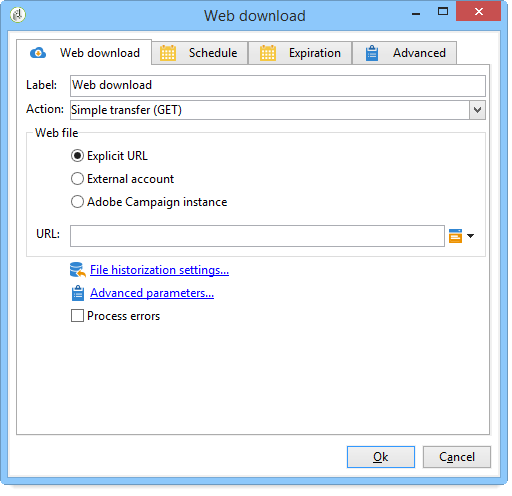 Web download
Web download Schedule Expiration Advanced
Label: Web download
Action: Simple transfer (GET)
Web file
Explicit URL
External account
Adobe Campaign instance
URL:
File historization settings...
Advanced parameters...
Process errors
Ok Cancel